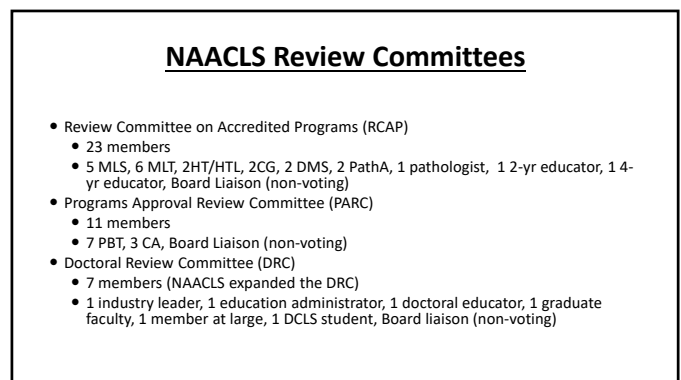 NAACLS Review Committees
• Review Committee on Accredited Programs (RCAP)
• 23 members
• 5 MLS, 6 MLT, 2HT/HTL, 2CG, 2 DMS, 2 PathA, 1 pathologist, 1 2-yr educator, 1 4-
yr educator, Board Liaison (non-voting)
• Programs Approval Review Committee (PARC)
• 11 members
• 7 PBT, 3 CA, Board Liaison (non-voting)
• Doctoral Review Committee (DRC)
• 7 members (NAACLS expanded the DRC)
• 1 industry leader, 1 education administrator, 1 doctoral educator, 1 graduate
faculty, 1 member at large, 1 DCLS student, Board liaison (non-voting)